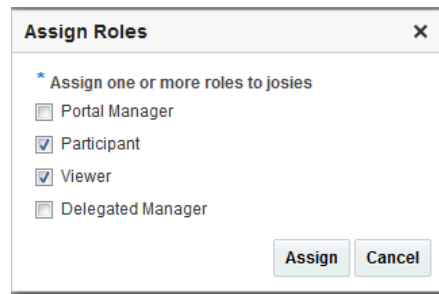 Assign Roles
* Assign one or more roles to josies
Portal Manager
Participant
Viewer
Delegated Manager
Assign Cancel